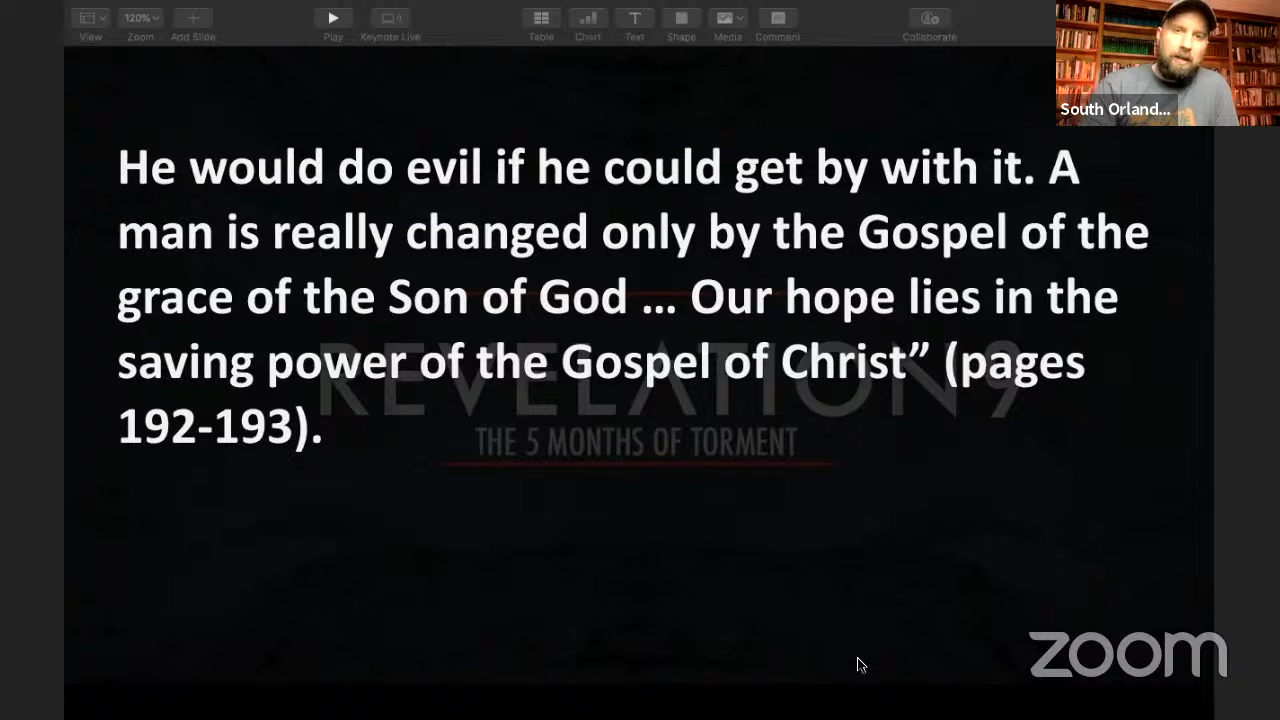 120%
View
Zoom
Add Slide
Play
Keynote Live
Table
Chart
Text
Shape
Media
Comment
Collaborate
South Orland...
He would do evil if he could get by with it. A
man is really changed only by the Gospel of the
grace of the Son of God ... Our hope lies in the
saving power of the Gospel of Christ” (pages
192-193).
REVELATION 9
THE 5 MONTHS OF TORMENT
zoom